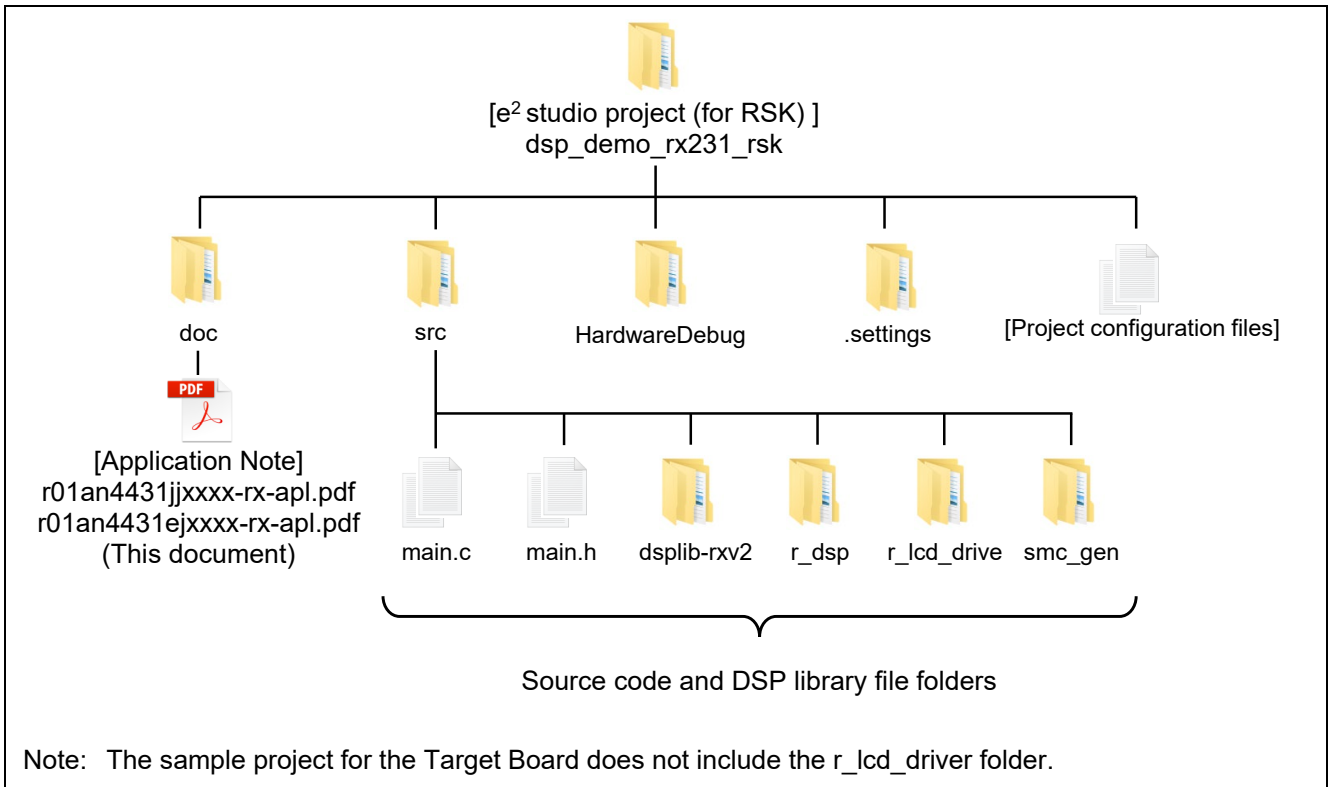 [e2 studio project (for RSK) ]
dsp_demo_rx231_rsk
doc
src
HardwareDebug
.settings
[Project configuration files]
PDF
[Application Note]
r01an4431jjxxxx-rx-apl.pdf
r01an4431ejxxxx-rx-apl.pdf
(This document)
main.c
main.h
dsplib-rxv2
r_dsp
r_lcd_drive
smc_gen
Source code and DSP library file folders
Note: The sample project for the Target Board does not include the r_lcd_driver folder.